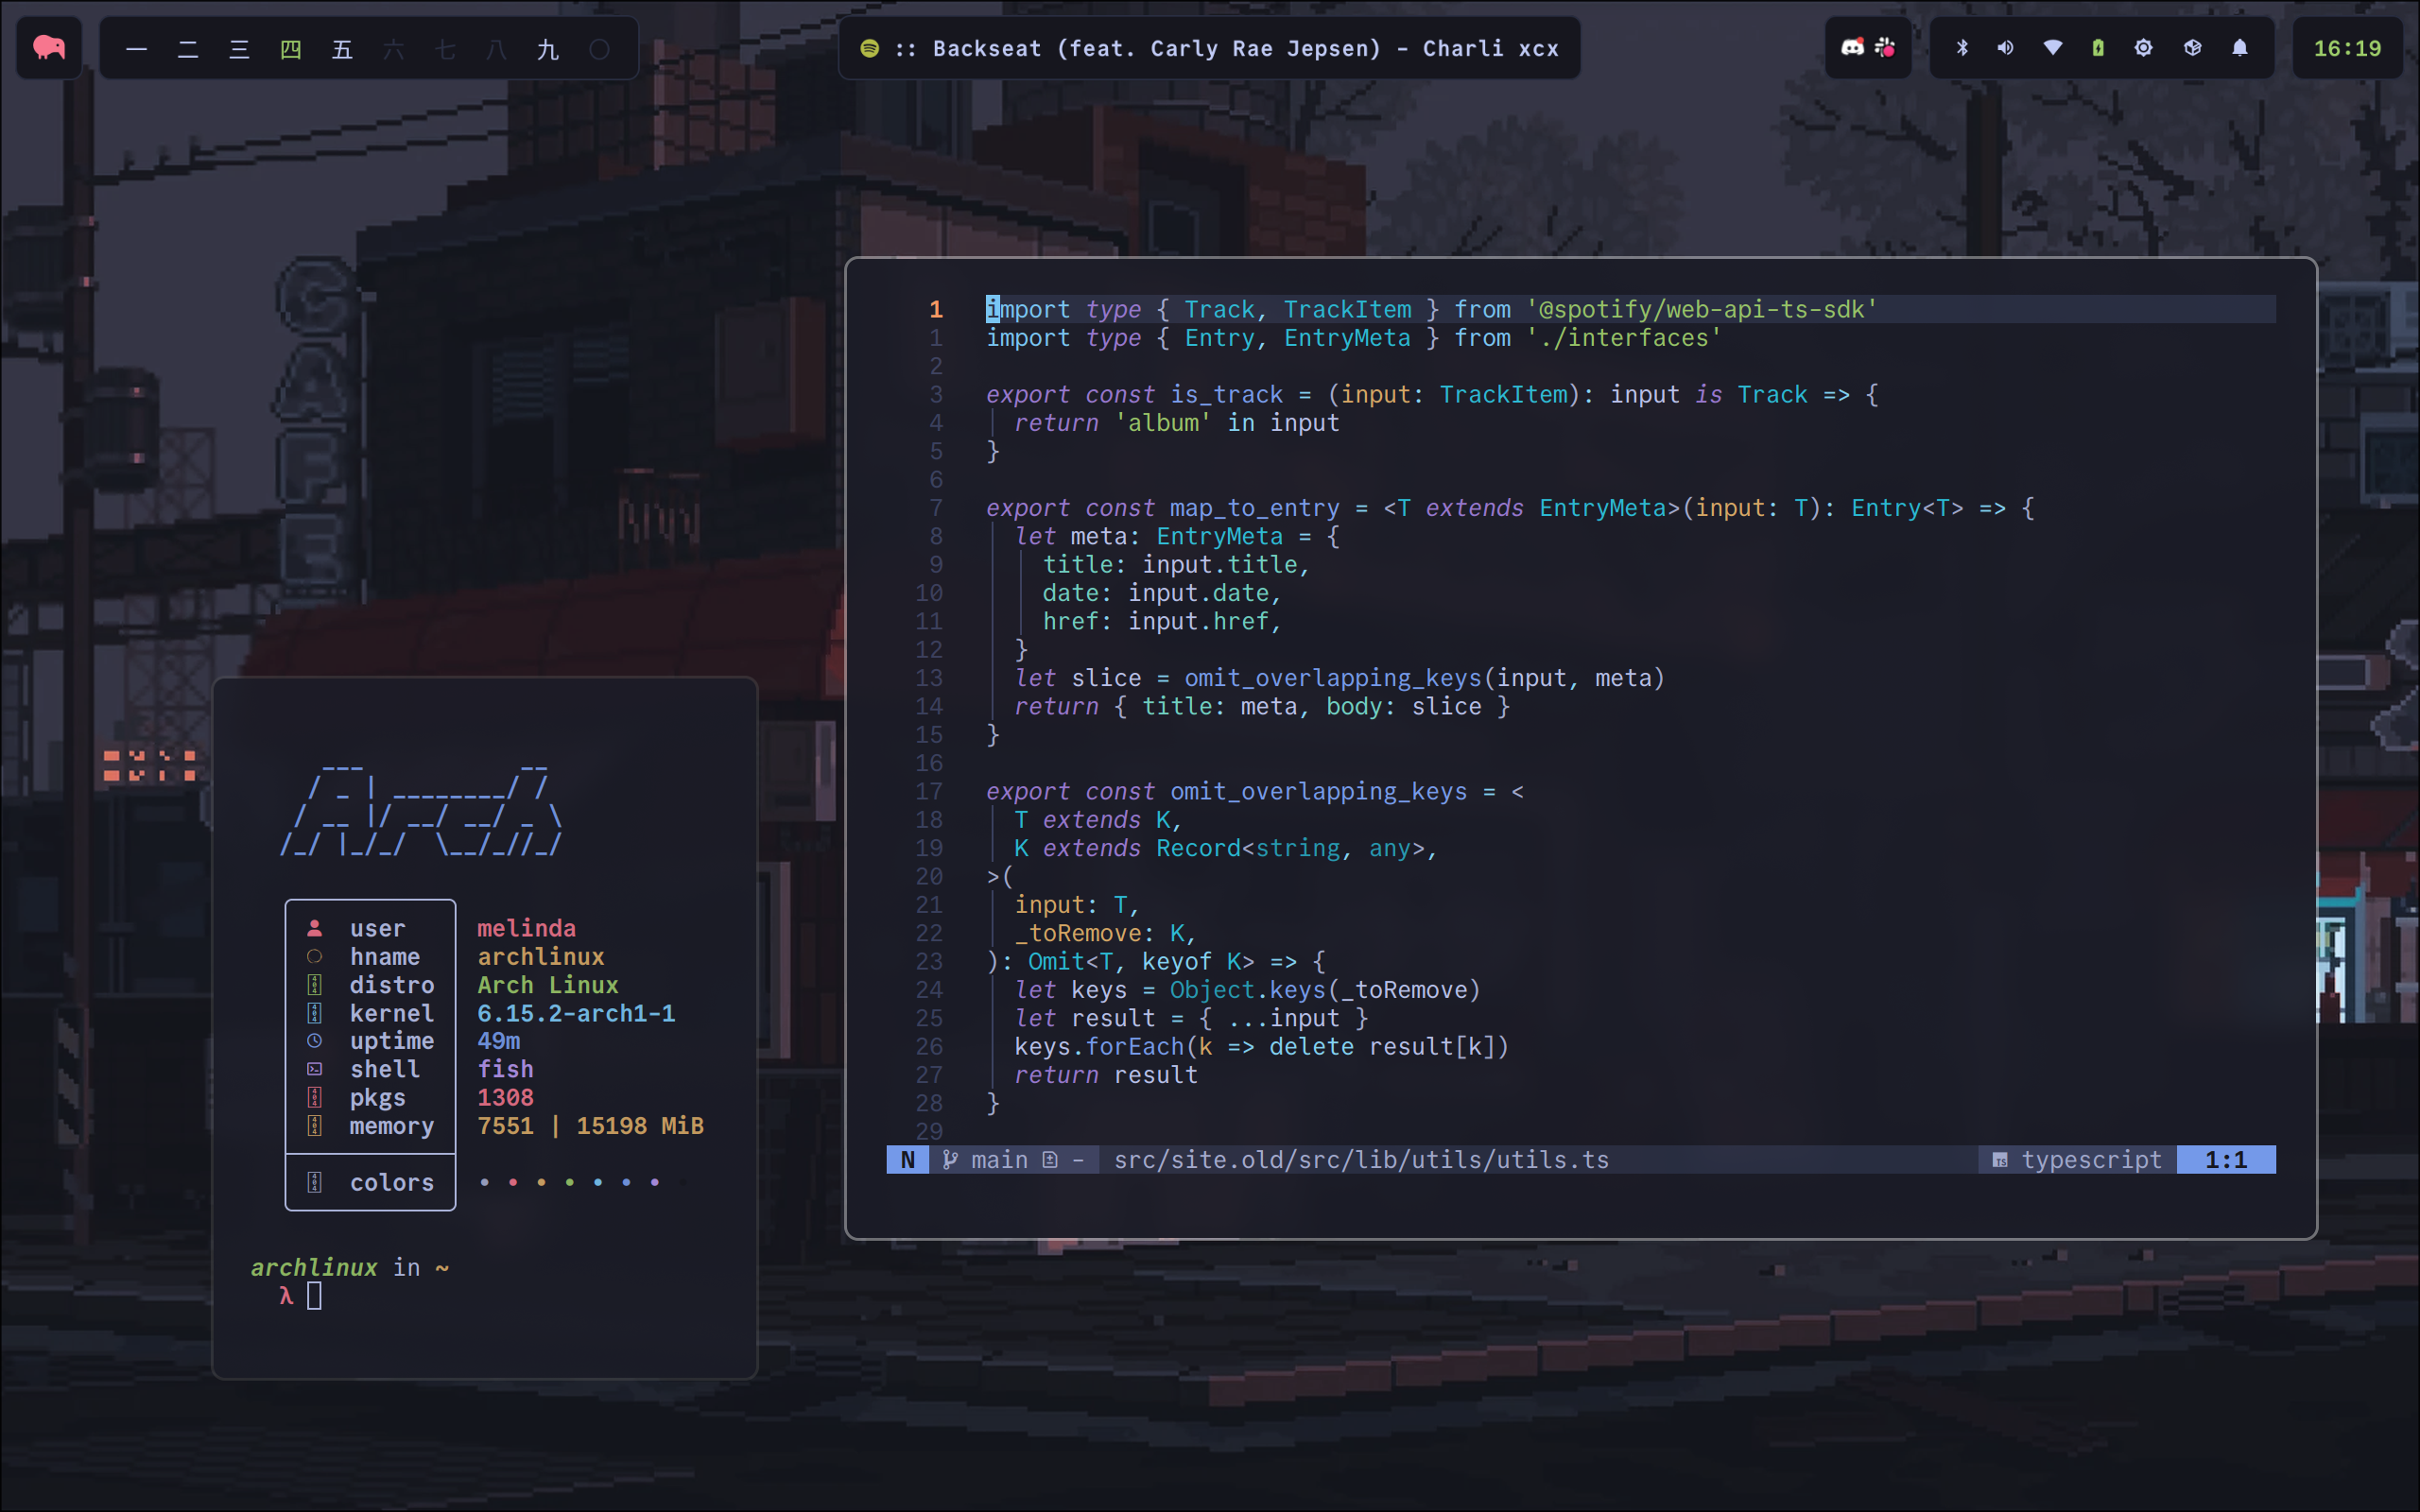 一 二 三 四 五 六 七 八 九 〇
:: Backseat (feat. Carly Rae Jepsen) - Charli xcx
16:19
CAFE
1 import type { Track, TrackItem } from '@spotify/web-api-ts-sdk'
1 import type { Entry, EntryMeta } from './interfaces'
2
3 export const is_track = (input: TrackItem): input is Track => {
4   return 'album' in input
5 }
6
7 export const map_to_entry = <T extends EntryMeta>(input: T): Entry<T> => {
8   let meta: EntryMeta = {
9     title: input.title,
10     date: input.date,
11     href: input.href,
12   }
13   let slice = omit_overlapping_keys(input, meta)
14   return { title: meta, body: slice }
15 }
16
17 export const omit_overlapping_keys = <
18   T extends K,
19   K extends Record<string, any>,
20 >(
21   input: T,
22   _toRemove: K,
23 ): Omit<T, keyof K> => {
24   let keys = Object.keys(_toRemove)
25   let result = { ...input }
26   keys.forEach(k => delete result[k])
27   return result
28 }
29
N main - src/site.old/src/lib/utils/utils.ts typescript 1:1
Arch
user melinda
hname archlinux
distro Arch Linux
kernel 6.15.2-arch1-1
uptime 49m
shell fish
pkgs 1308
memory 7551 | 15198 MiB
colors
archlinux in ~
λ